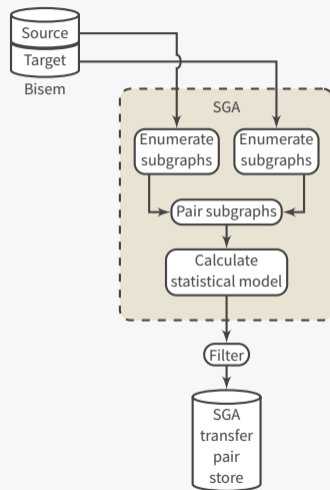 Source
Target
Bisem
SGA
Enumerate
subgraphs
Enumerate
subgraphs
Pair subgraphs
Calculate
statistical model
Filter
SGA
transfer
pair
store